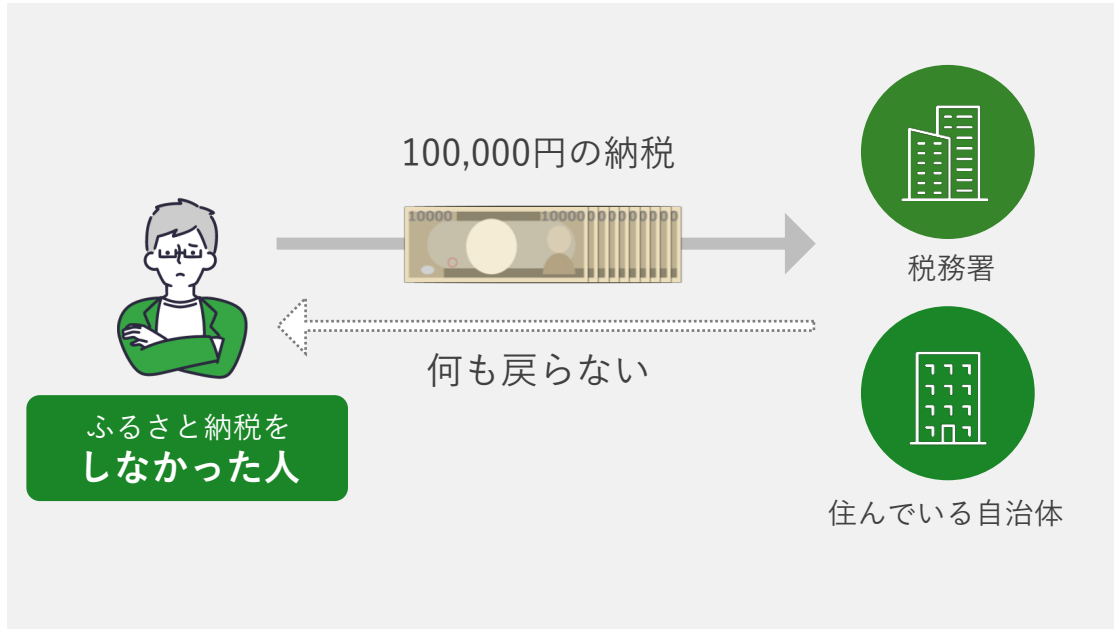 100,000円の納税
10000 10000
税務署
何も戻らない
ふるさと納税を
しなかった人
住んでいる自治体